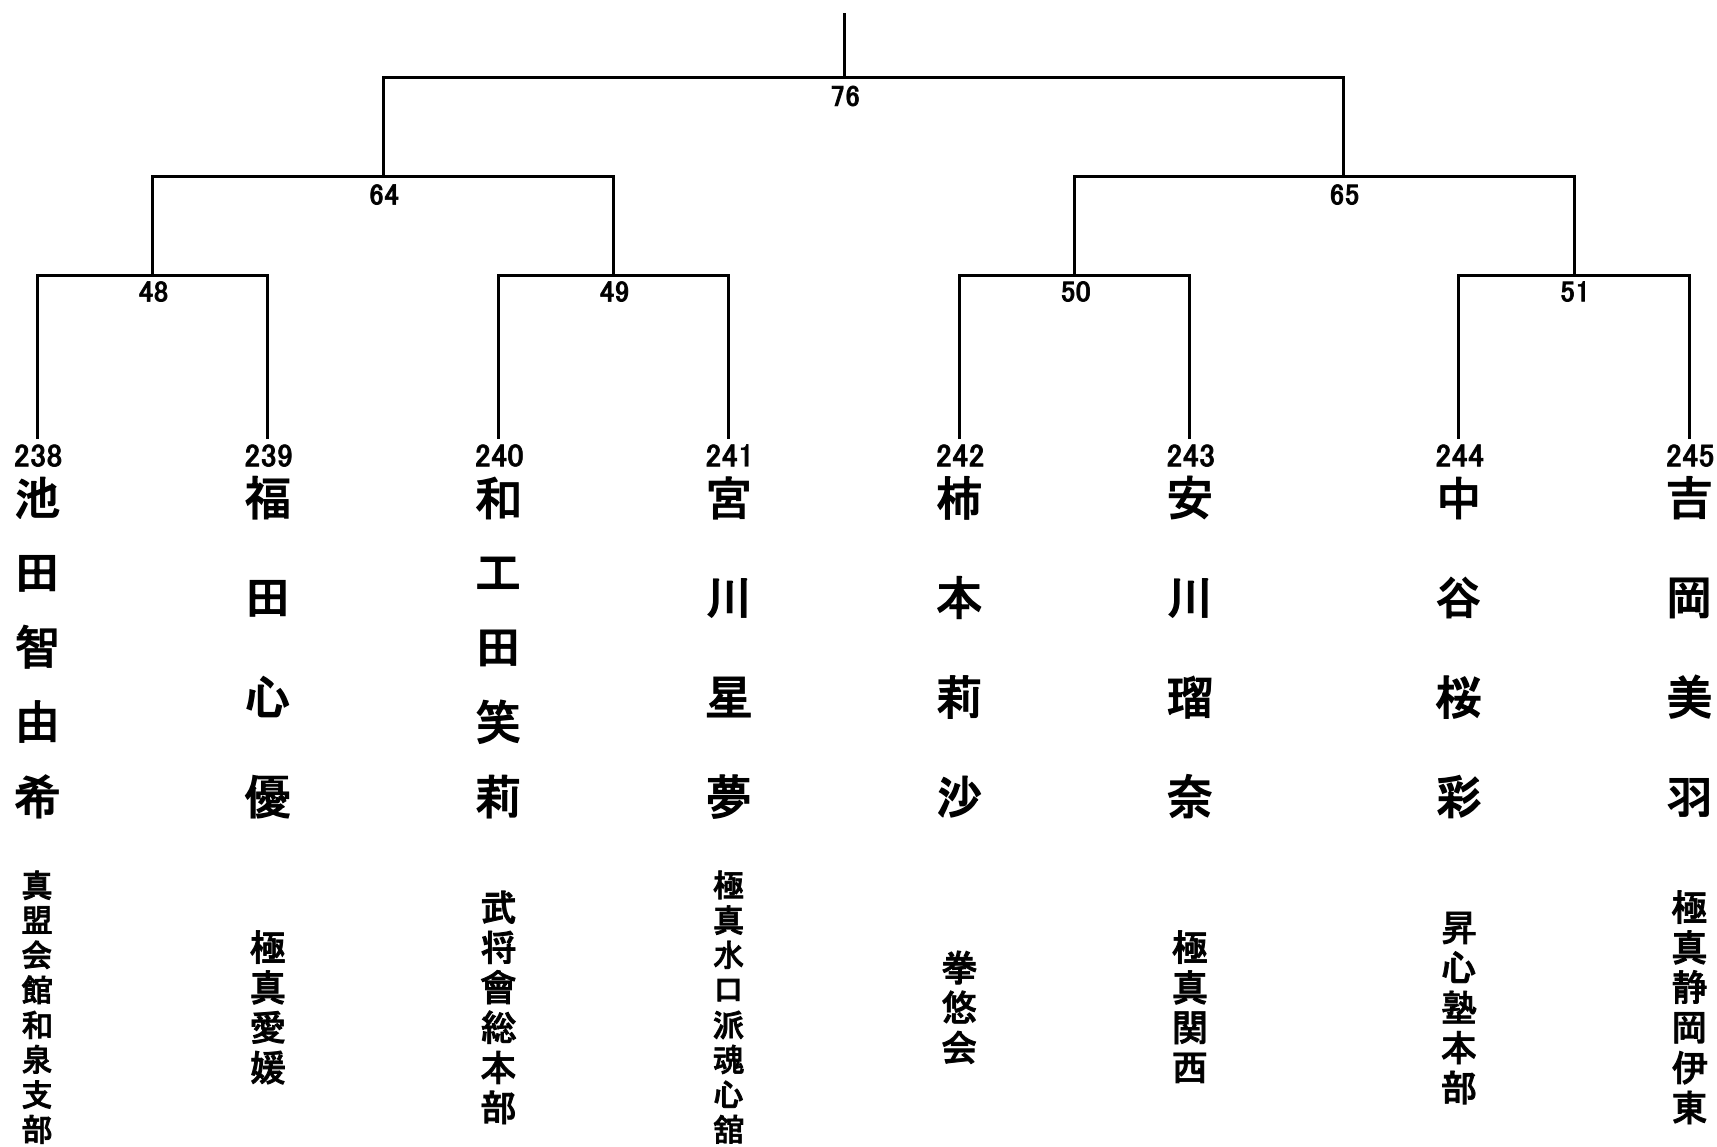 76
64
65
48
49
50
51
238
池田智由希
真盟会館和泉支部
239
福田心優
極真愛媛
240
和工田笑莉
武将會総本部
241
宮川星夢
極真水口派魂心舘
242
柿本莉沙
拳悠会
243
安川瑠奈
極真関西
244
中谷桜彩
昇心塾本部
245
吉岡美羽
極真静岡伊東